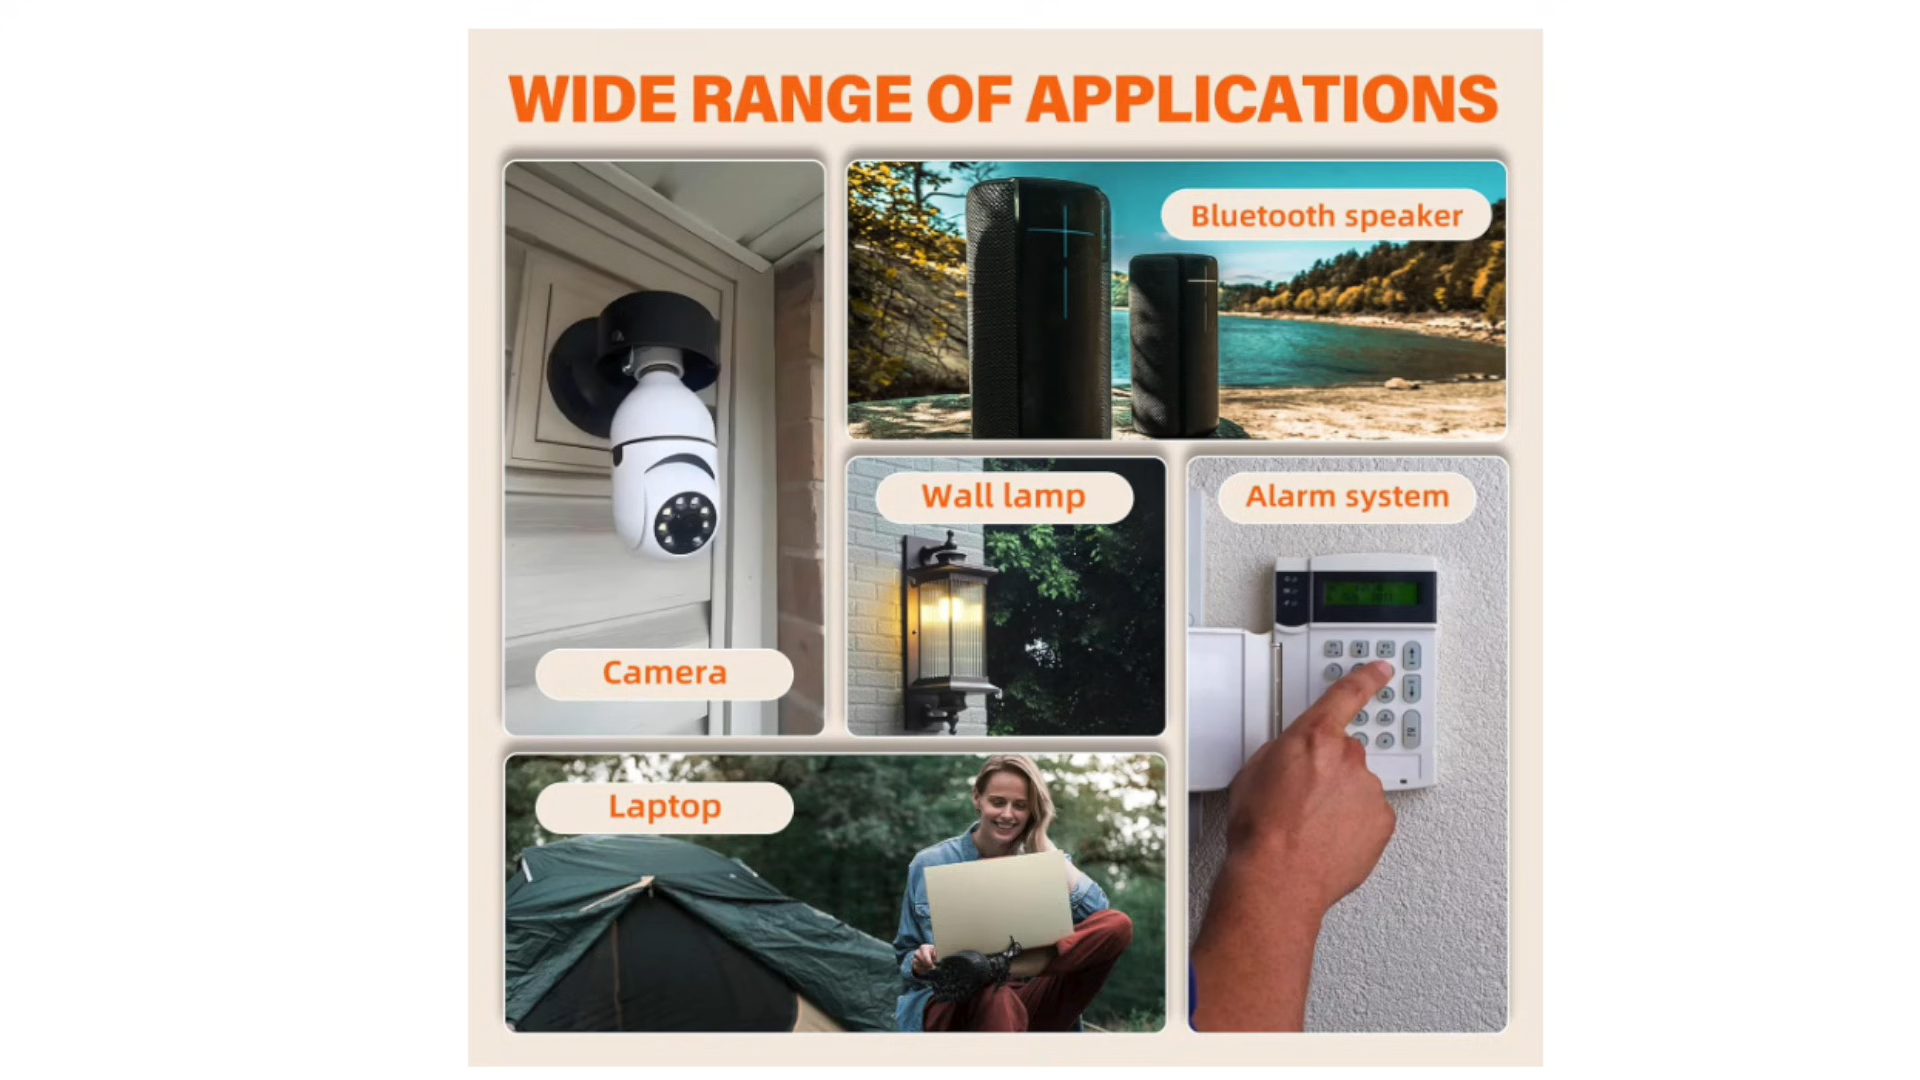 WIDE RANGE OF APPLICATIONS
Bluetooth speaker
Wall lamp
Alarm system
Camera
Laptop